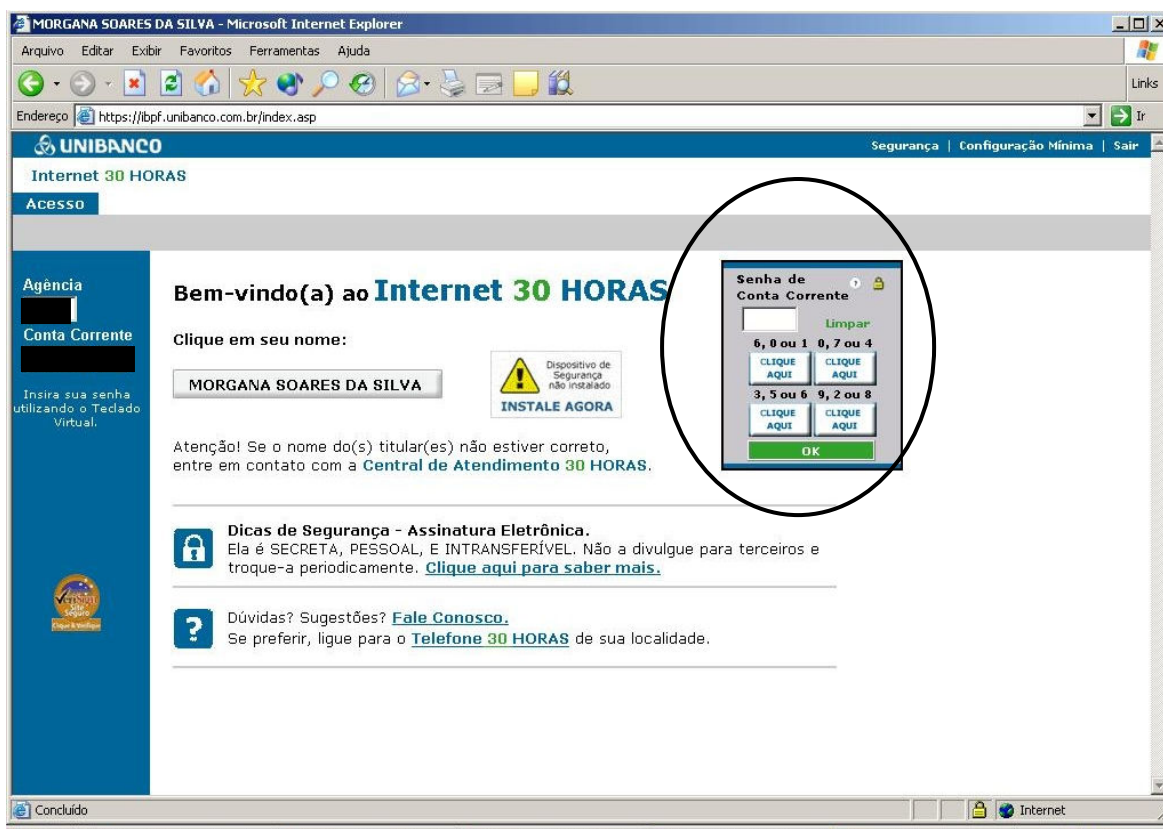 MORGANA SOARES DA SILVA - Microsoft Internet Explorer
Arquivo Editar Exibir Favoritos Ferramentas Ajuda
Links
Endereço https://ibpf.unibanco.com.br/index.asp Ir
UNIBANCO
Segurança | Configuração Mínima | Sair
Internet 30 HORAS
Acesso
Agência
Conta Corrente
Insira sua senha
utilizando o Teclado
Virtual.
Bem-vindo(a) ao Internet 30 HORAS
Clique em seu nome:
MORGANA SOARES DA SILVA
Dispositivo de
Segurança
não instalado
INSTALE AGORA
Atenção! Se o nome do(s) titular(es) não estiver correto,
entre em contato com a Central de Atendimento 30 HORAS.
Senha de
Conta Corrente
Limpar
6, 0 ou 1 0, 7 ou 4
CLIQUE AQUI CLIQUE AQUI
3, 5 ou 6 9, 2 ou 8
CLIQUE AQUI CLIQUE AQUI
OK
Dicas de Segurança - Assinatura Eletrônica.
Ela é SECRETA, PESSOAL, E INTRANSFERÍVEL. Não a divulgue para terceiros e
troque-a periodicamente. Clique aqui para saber mais.
VeriSign
Site
Seguro
Clique & Verifique
? Dúvidas? Sugestões? Fale Conosco.
Se preferir, ligue para o Telefone 30 HORAS de sua localidade.
Concluído
Internet